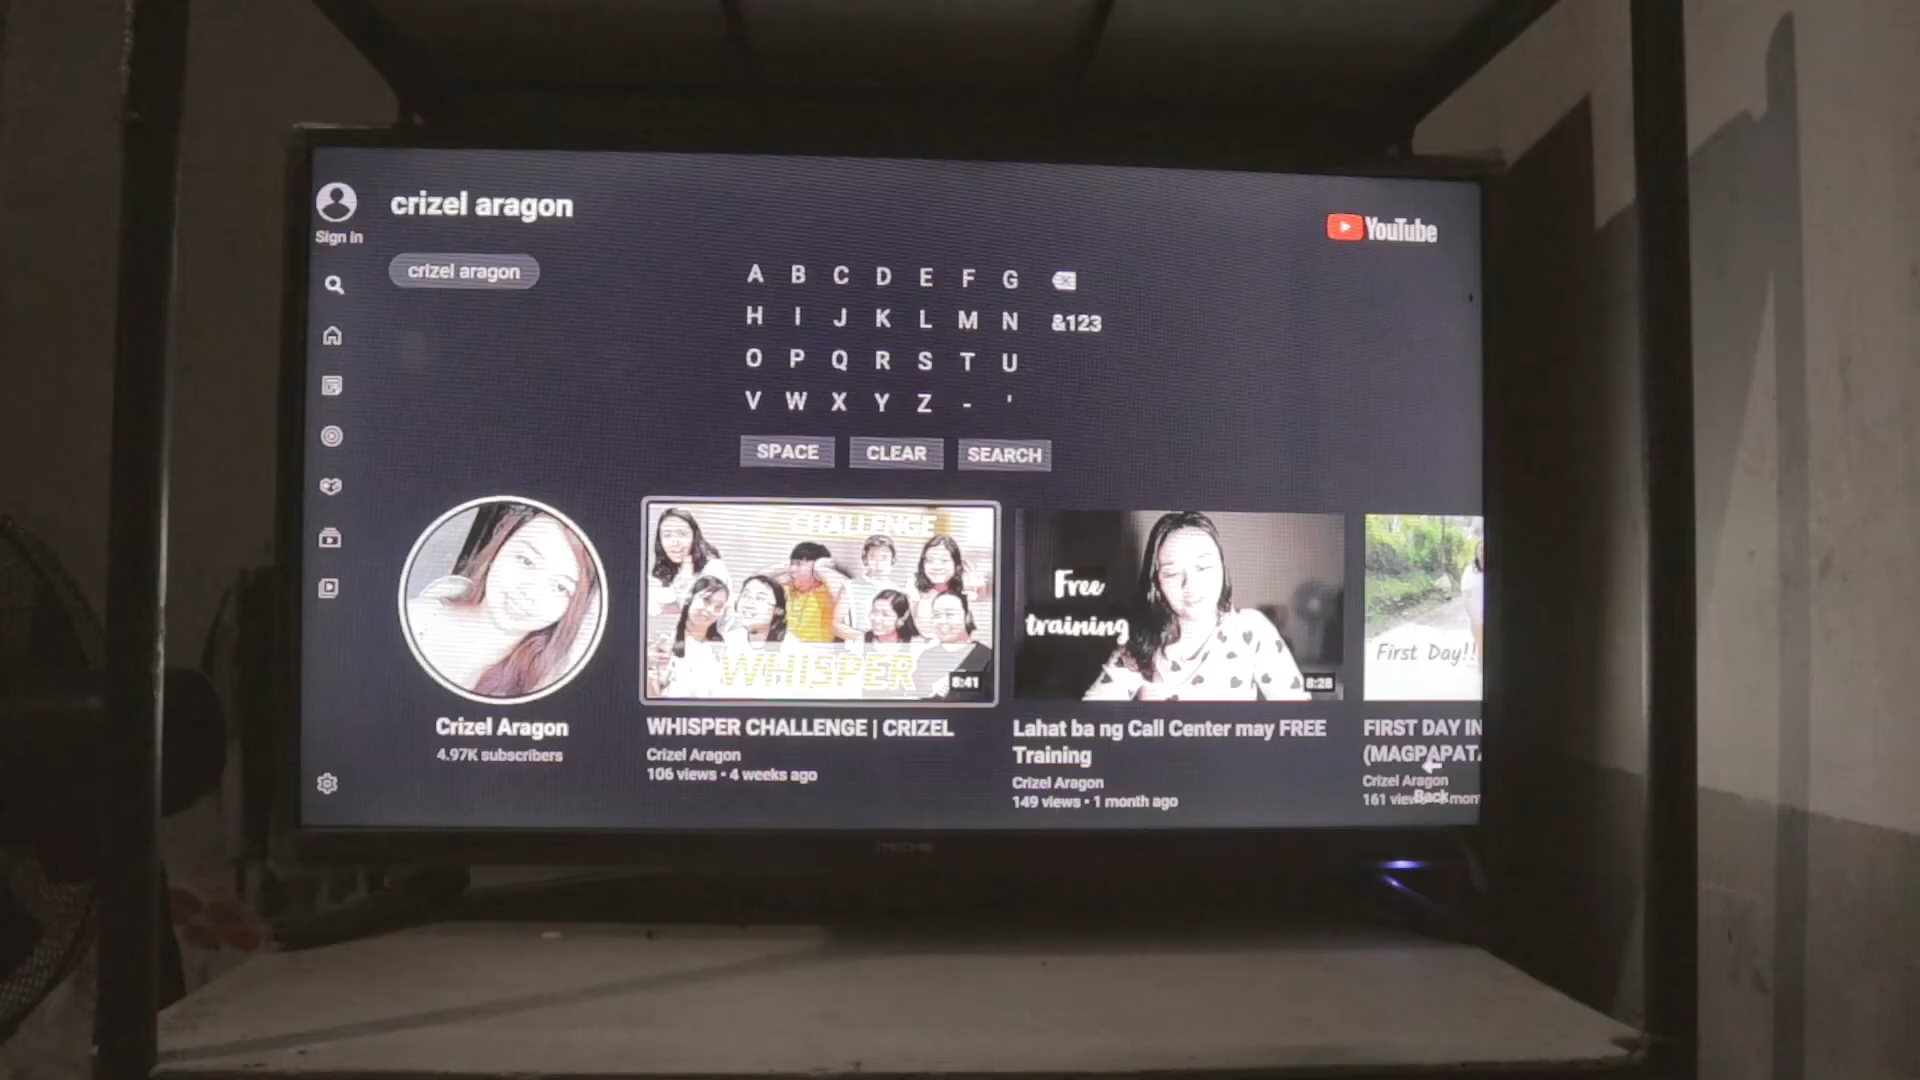 crizel aragon
YouTube
Sign in
crizel aragon
A B C D E F G
H I J K L M N &123
O P Q R S T U
V W X Y Z - '
SPACE CLEAR SEARCH
CHALLENGE
WHISPER
8:41
Free
training
8:28
First Day!!
Crizel Aragon
4.97K subscribers
WHISPER CHALLENGE | CRIZEL
Crizel Aragon
106 views • 4 weeks ago
Lahat ba ng Call Center may FREE
Training
Crizel Aragon
149 views • 1 month ago
FIRST DAY IN
(MAGPAPAT
Crizel Aragon
161
Back